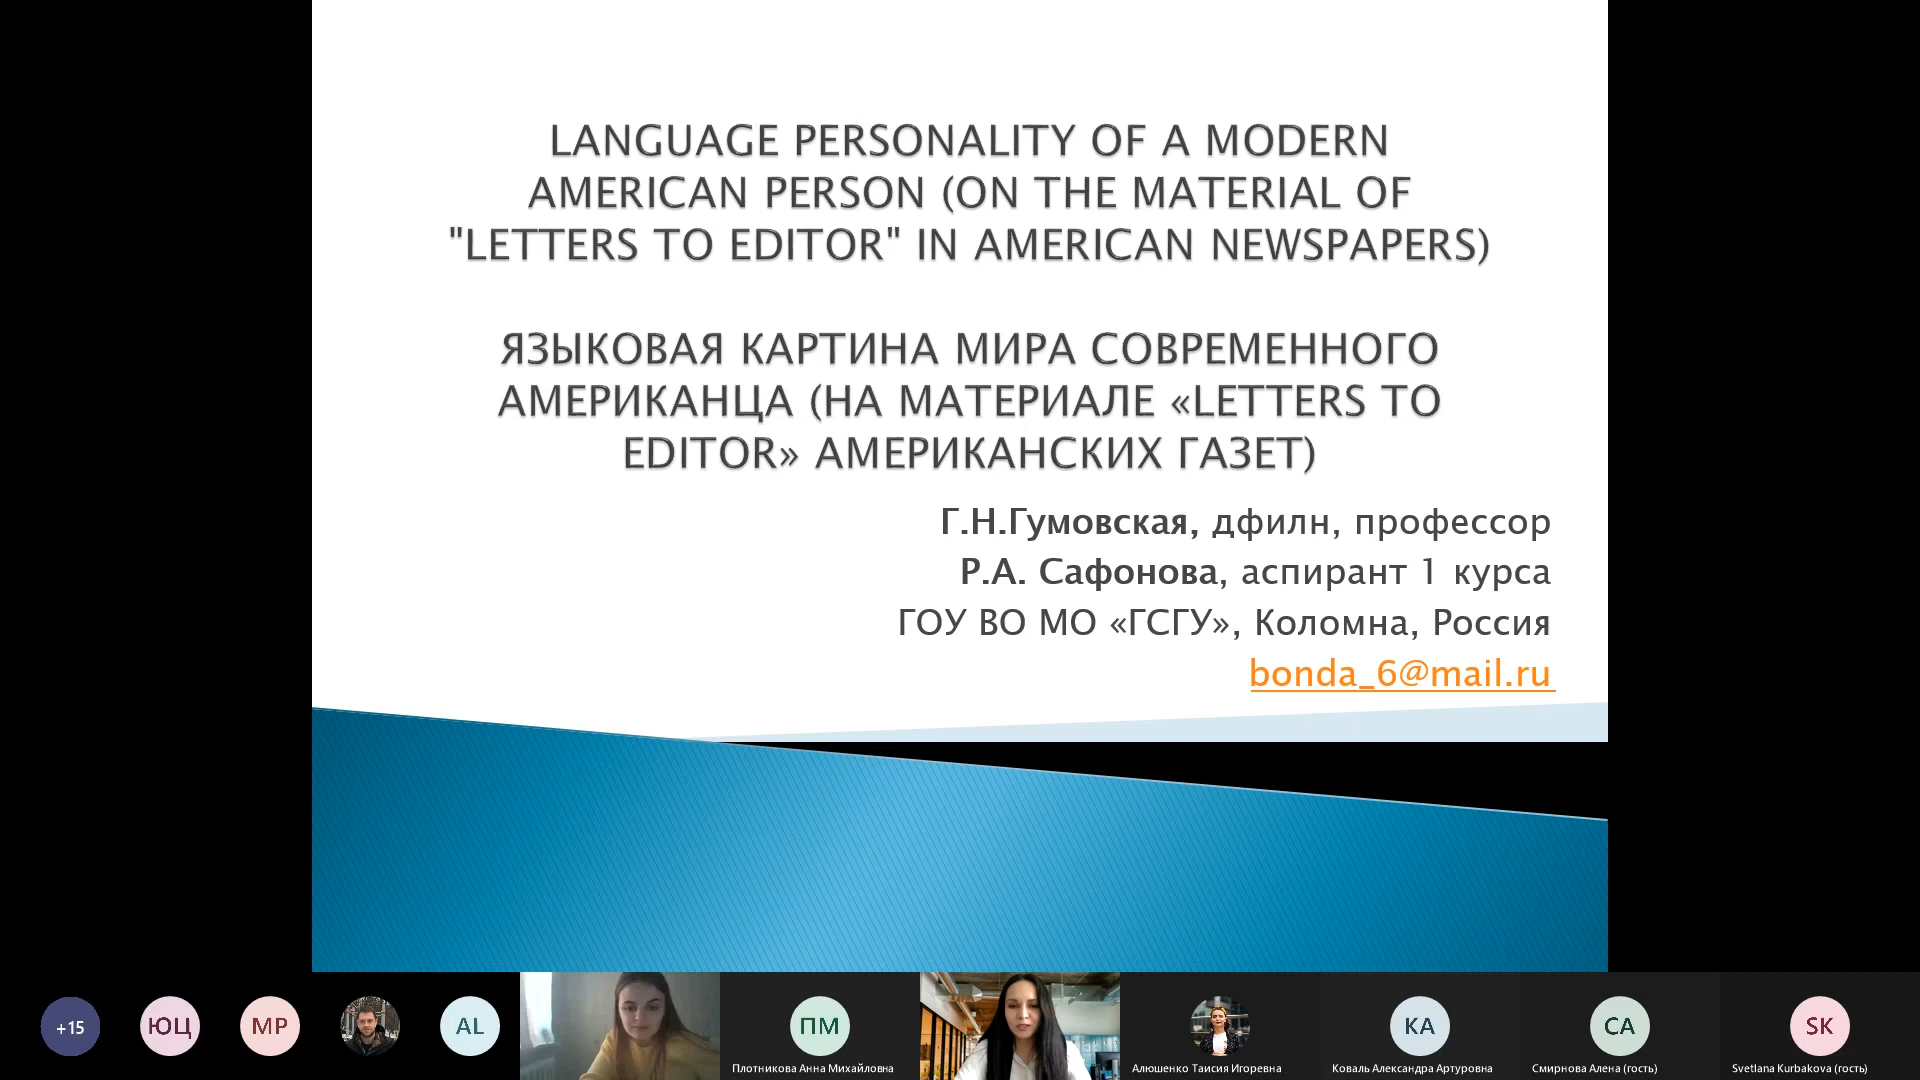 LANGUAGE PERSONALITY OF A MODERN
AMERICAN PERSON (ON THE MATERIAL OF
"LETTERS TO EDITOR" IN AMERICAN NEWSPAPERS)
ЯЗЫКОВАЯ КАРТИНА МИРА СОВРЕМЕННОГО
АМЕРИКАНЦА (НА МАТЕРИАЛЕ «LETTERS TO
EDITOR» АМЕРИКАНСКИХ ГАЗЕТ)
Г.Н.Гумовская, дфилн, профессор
Р.А. Сафонова, аспирант 1 курса
ГОУ ВО МО «ГСГУ», Коломна, Россия
bonda_6@mail.ru
+15
ЮЦ
МР
AL
ПМ
КА
СА
SK
Плотникова Анна Михайловна
Алюшенко Таисия Игоревна
Коваль Александра Артуровна
Смирнова Алена (гость)
Svetlana Kurbakova (гость)